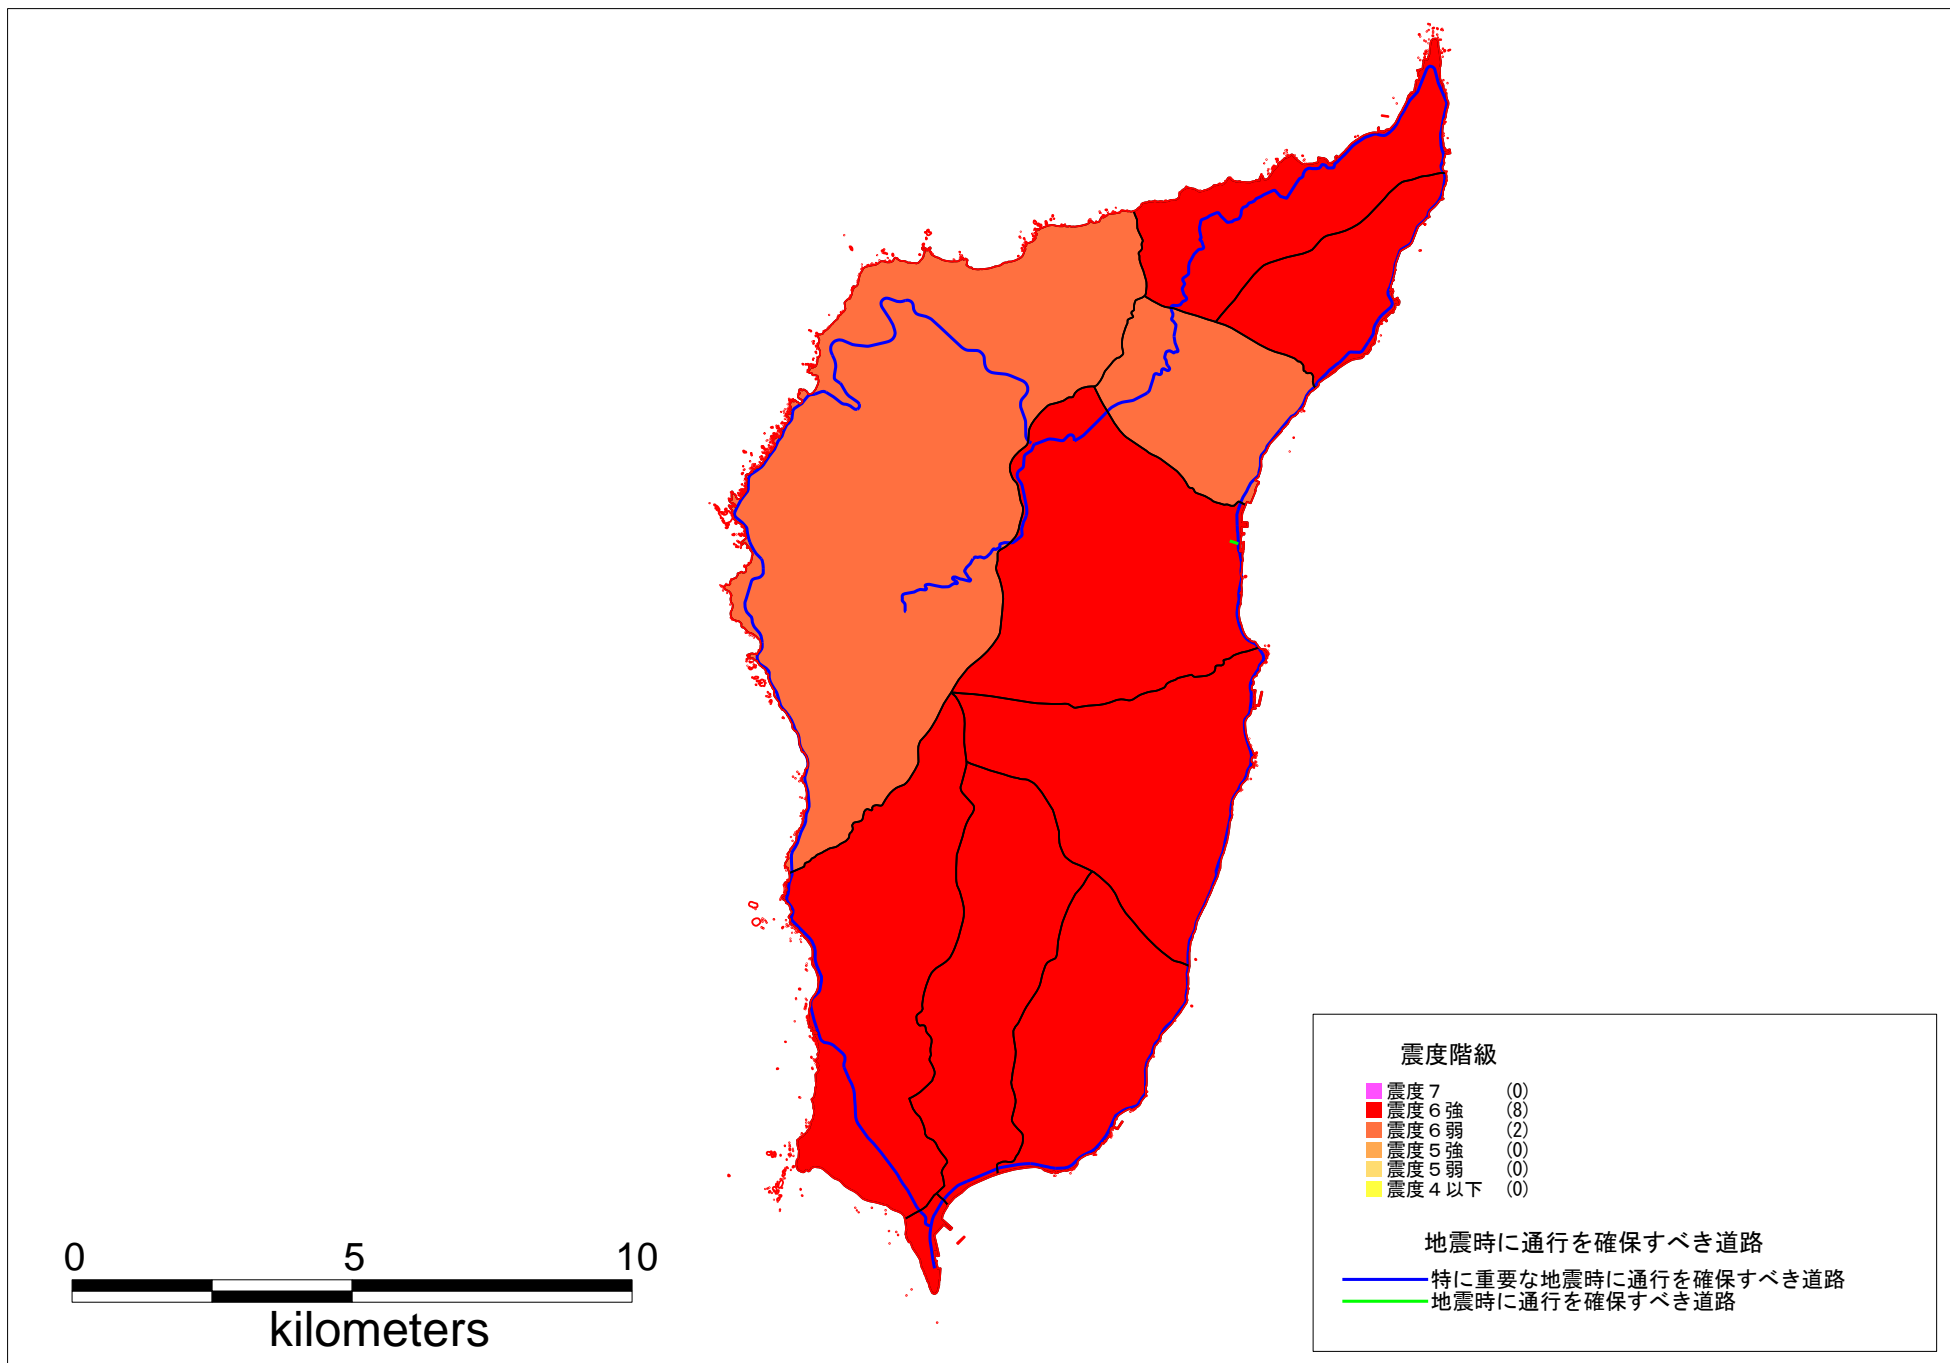 震度階級
震度７ (0)
震度６強 (8)
震度６弱 (2)
震度５強 (0)
震度５弱 (0)
震度４以下 (0)
地震時に通行を確保すべき道路
特に重要な地震時に通行を確保すべき道路
地震時に通行を確保すべき道路
0 5 10
kilometers